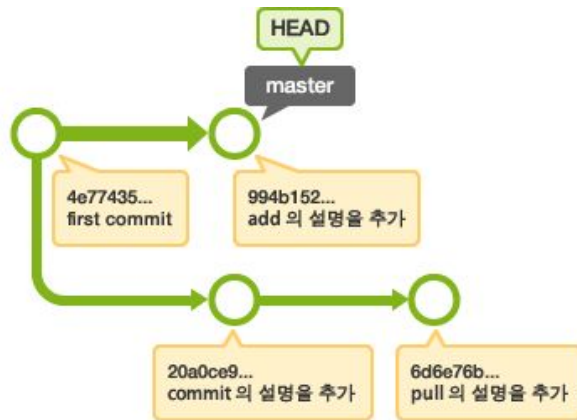 HEAD
master
4e77435...
first commit
994b152...
add 의 설명을 추가
20a0ce9...
commit 의 설명을 추가
6d6e76b...
pull 의 설명을 추가